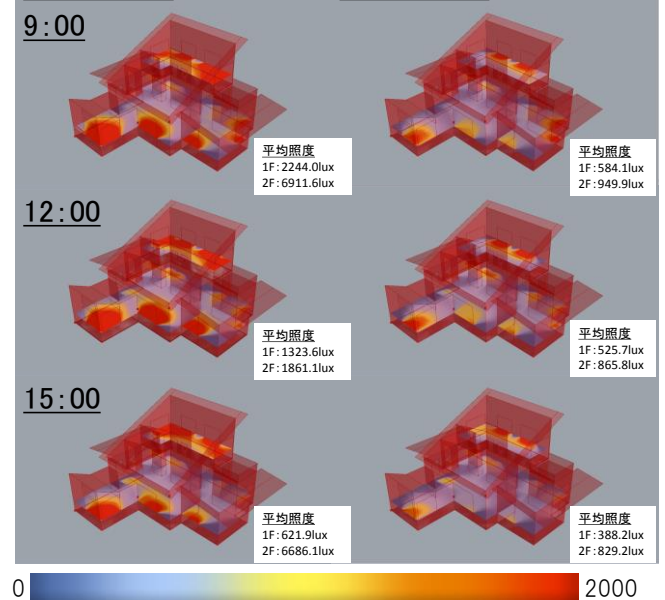 9:00
平均照度
1F:2244.0lux
2F:6911.6lux
平均照度
1F:584.1lux
2F:949.9lux
12:00
平均照度
1F:1323.6lux
2F:1861.1lux
平均照度
1F:525.7lux
2F:865.8lux
15:00
平均照度
1F:621.9lux
2F:6686.1lux
平均照度
1F:388.2lux
2F:829.2lux
0
2000